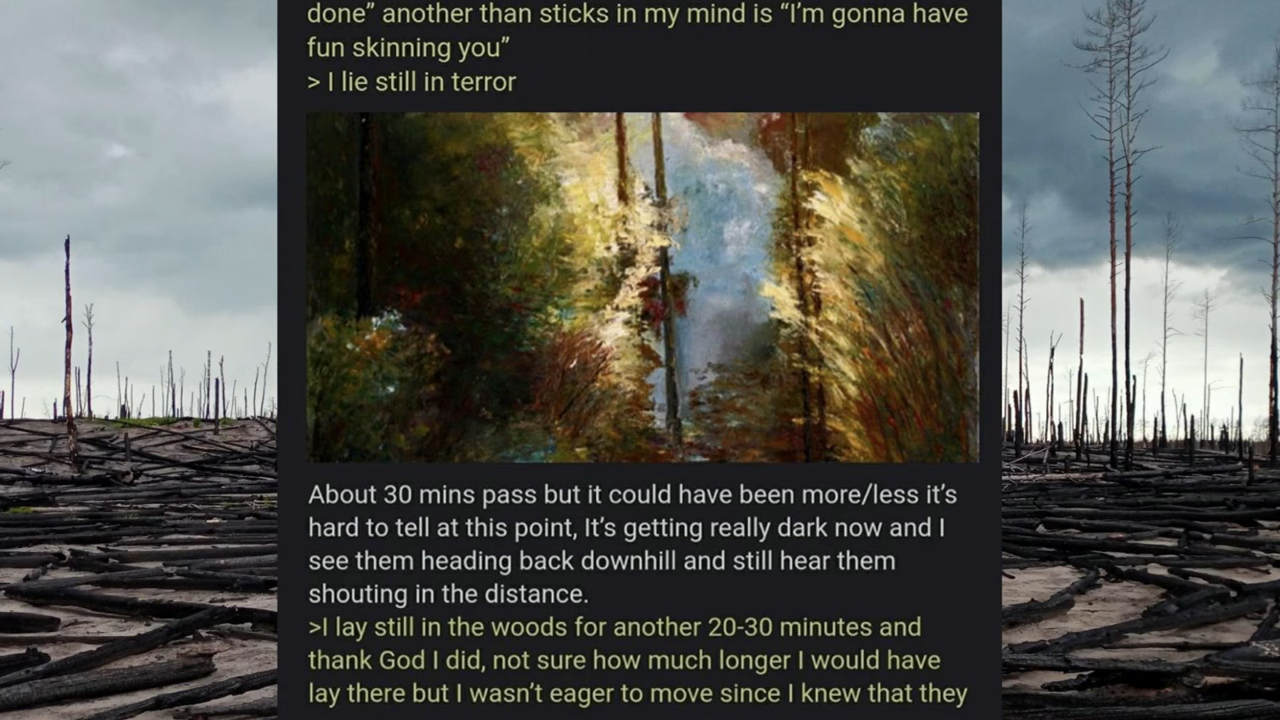 done” another than sticks in my mind is “I’m gonna have
fun skinning you”
> I lie still in terror
About 30 mins pass but it could have been more/less it’s
hard to tell at this point, It’s getting really dark now and I
see them heading back downhill and still hear them
shouting in the distance.
>I lay still in the woods for another 20-30 minutes and
thank God I did, not sure how much longer I would have
lay there but I wasn’t eager to move since I knew that they